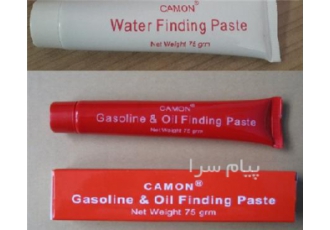 CAMON®
Water Finding Paste
Net Weight 75 grm
CAMON®
Gasoline & Oil Finding Paste
Net Weight 75 grm
پیام سرا
CAMON®
Gasoline & Oil Finding Paste
Net Weight 75 grm